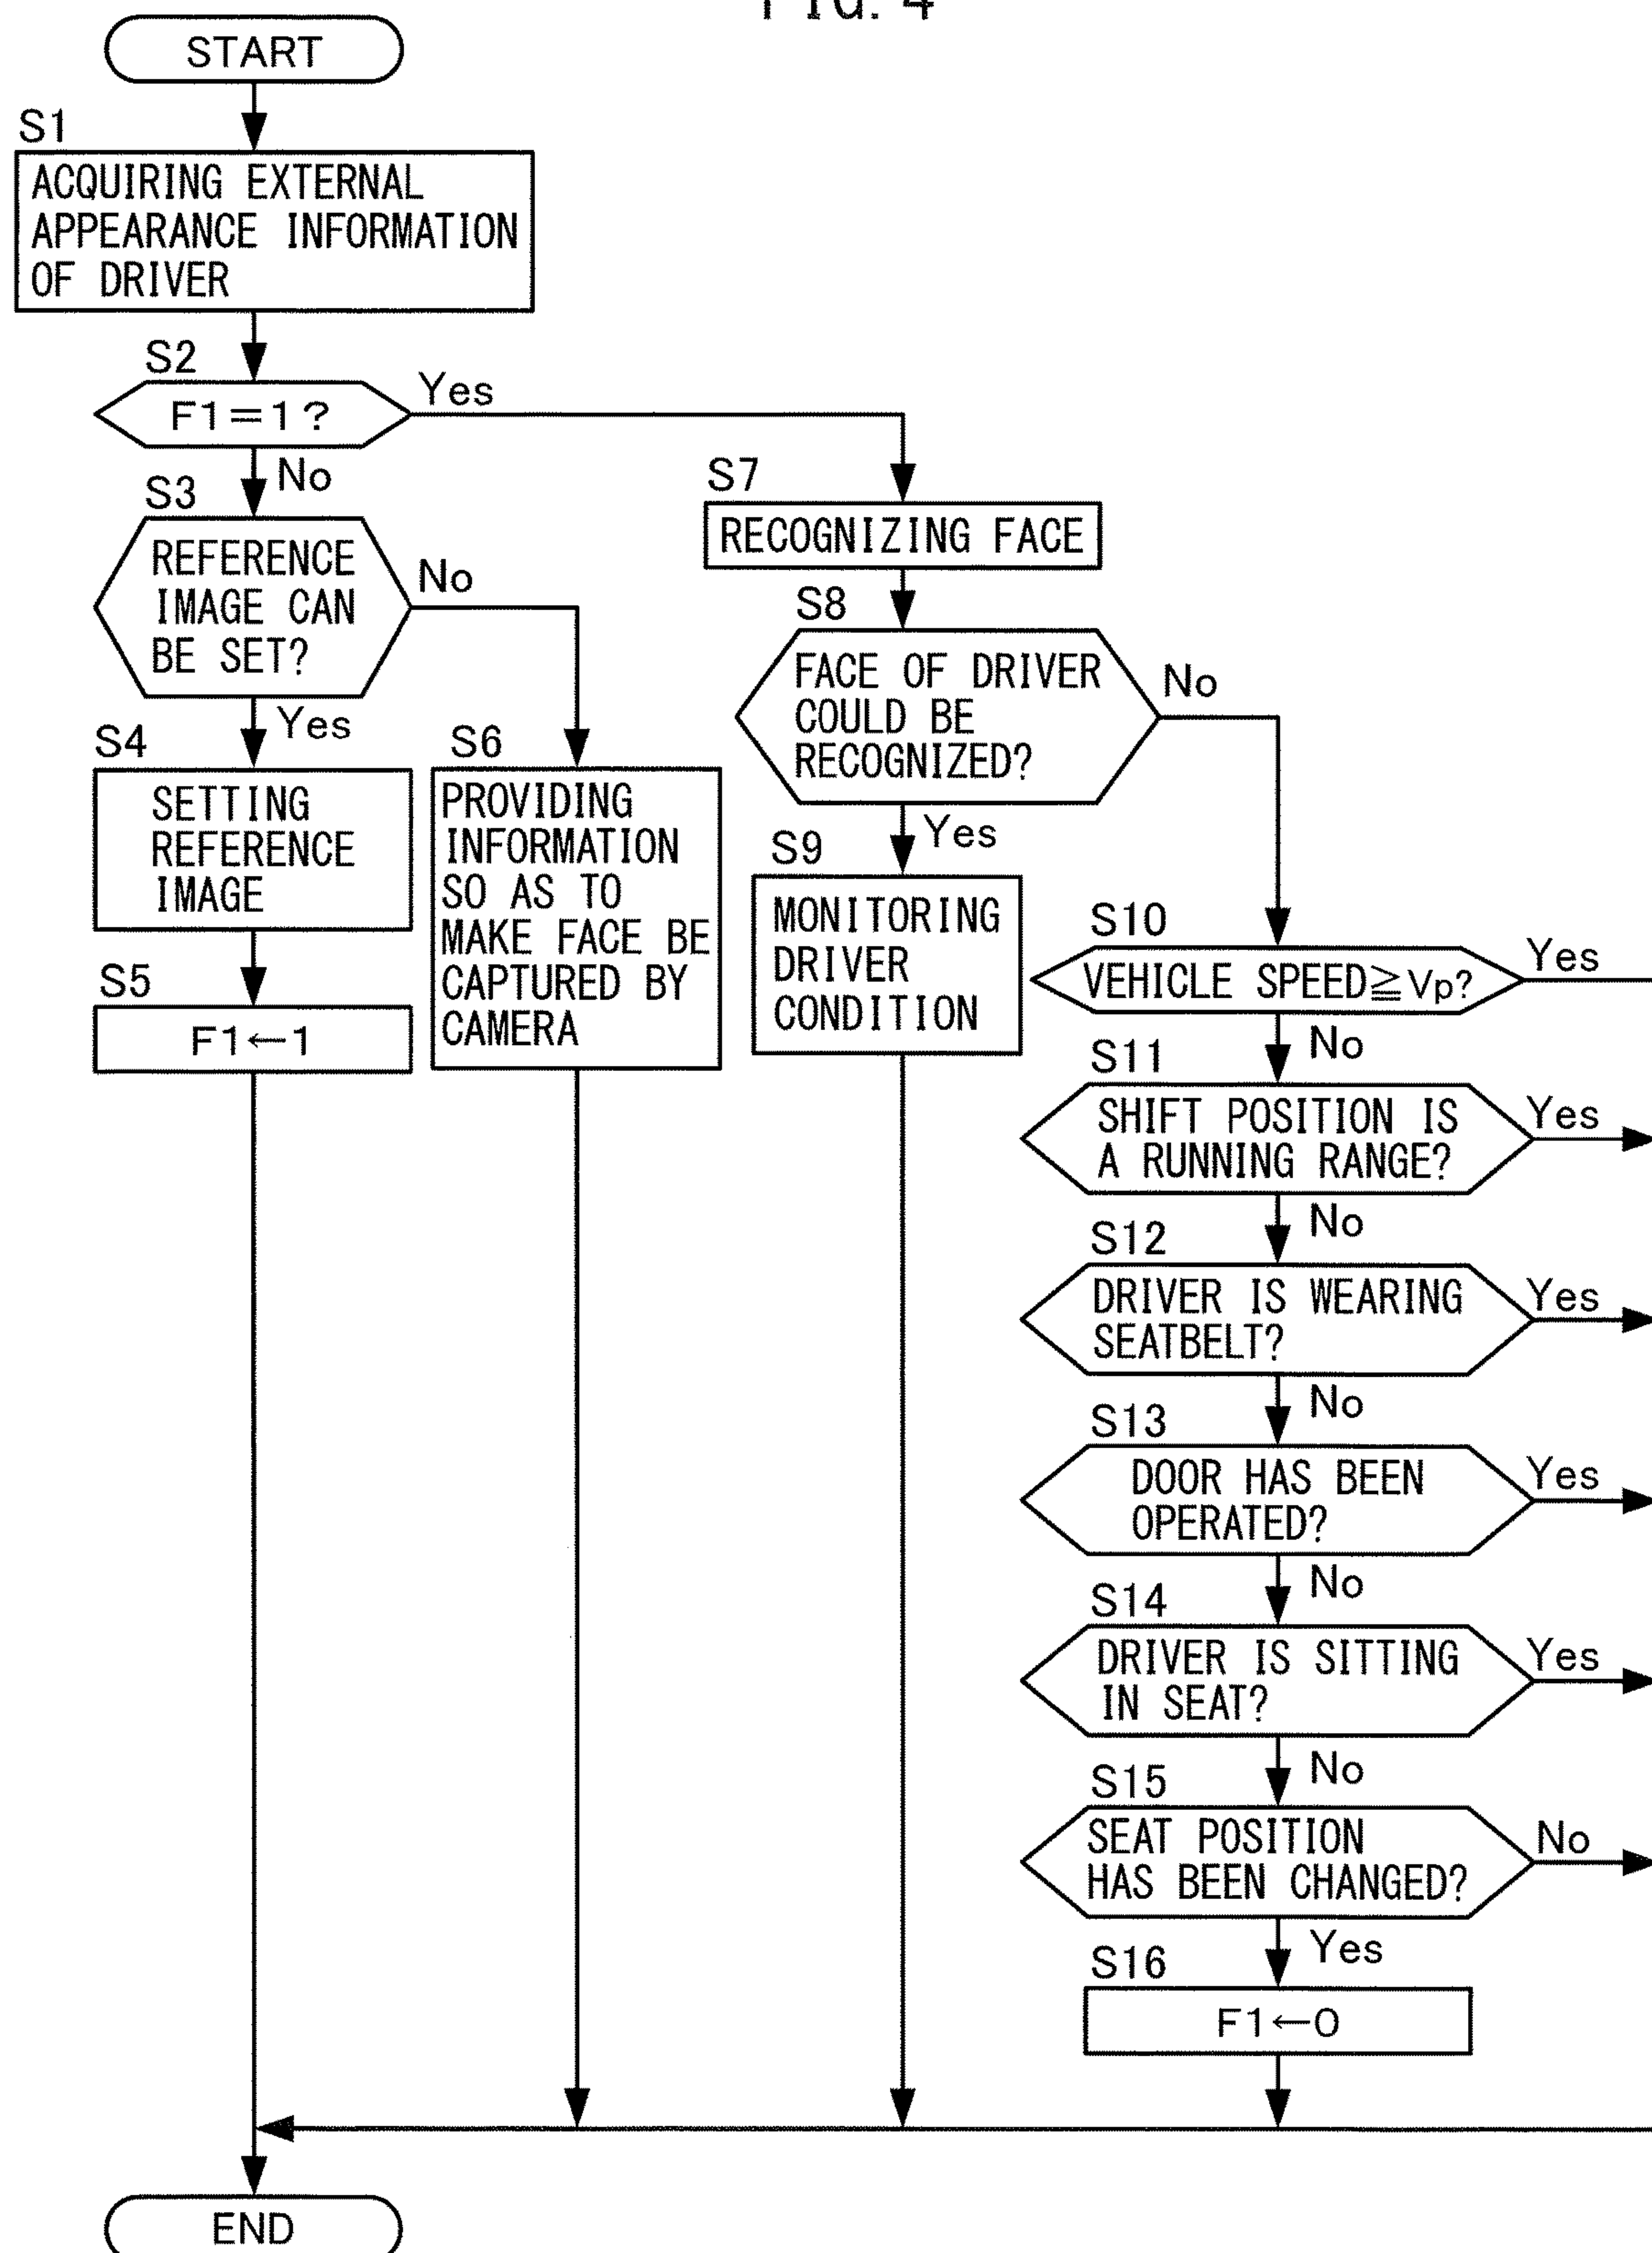 FIG. 4
START
S1
ACQUIRING EXTERNAL
APPEARANCE INFORMATION
OF DRIVER
S2
F1=1?
Yes
No
S3
REFERENCE
IMAGE CAN
BE SET?
No
Yes
S4
SETTING
REFERENCE
IMAGE
S5
F1←1
S6
PROVIDING
INFORMATION
SO AS TO
MAKE FACE BE
CAPTURED BY
CAMERA
S7
RECOGNIZING FACE
S8
FACE OF DRIVER
COULD BE
RECOGNIZED?
No
Yes
S9
MONITORING
DRIVER
CONDITION
S10
VEHICLE SPEED≧Vp?
Yes
No
S11
SHIFT POSITION IS
A RUNNING RANGE?
Yes
No
S12
DRIVER IS WEARING
SEATBELT?
Yes
No
S13
DOOR HAS BEEN
OPERATED?
Yes
No
S14
DRIVER IS SITTING
IN SEAT?
Yes
No
S15
SEAT POSITION
HAS BEEN CHANGED?
No
Yes
S16
F1←0
END